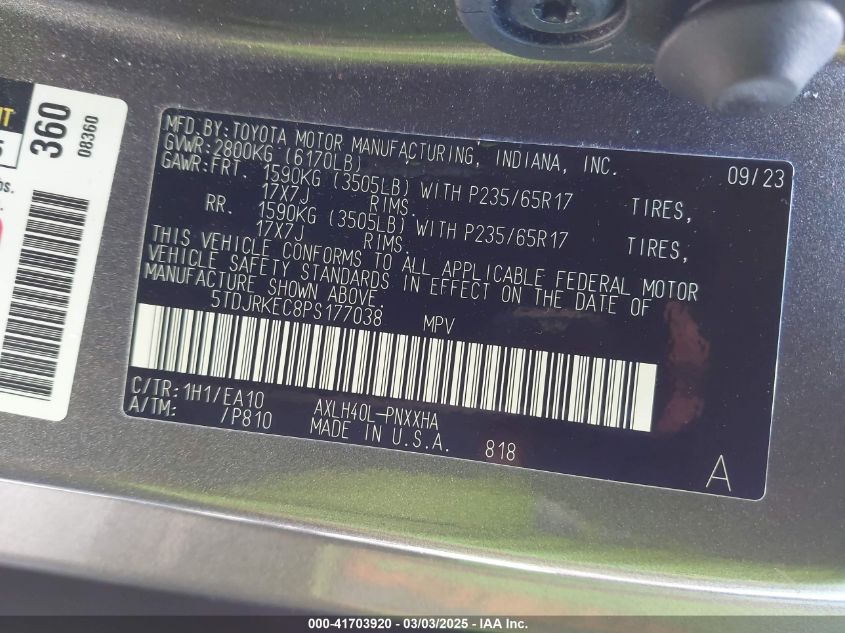 IT
5
bs.
e.
360
08360
MFD.BY:TOYOTA MOTOR MANUFACTURING, INDIANA, INC. 09/23
GVWR:2800KG (6170LB)
GAWR:FRT. 1590KG (3505LB) WITH P235/65R17 TIRES,
17X7J RIMS.
RR. 1590KG (3505LB) WITH P235/65R17 TIRES,
17X7J RIMS.
THIS VEHICLE CONFORMS TO ALL APPLICABLE FEDERAL MOTOR
VEHICLE SAFETY STANDARDS IN EFFECT ON THE DATE OF
MANUFACTURE SHOWN ABOVE.
5TDJRKEC8PS177038 MPV
C/TR:1H1/EA10 AXLH40L-PNXXHA
A/TM: /P810 MADE IN U.S.A. 818
A
000-41703920 - 03/03/2025 - IAA Inc.